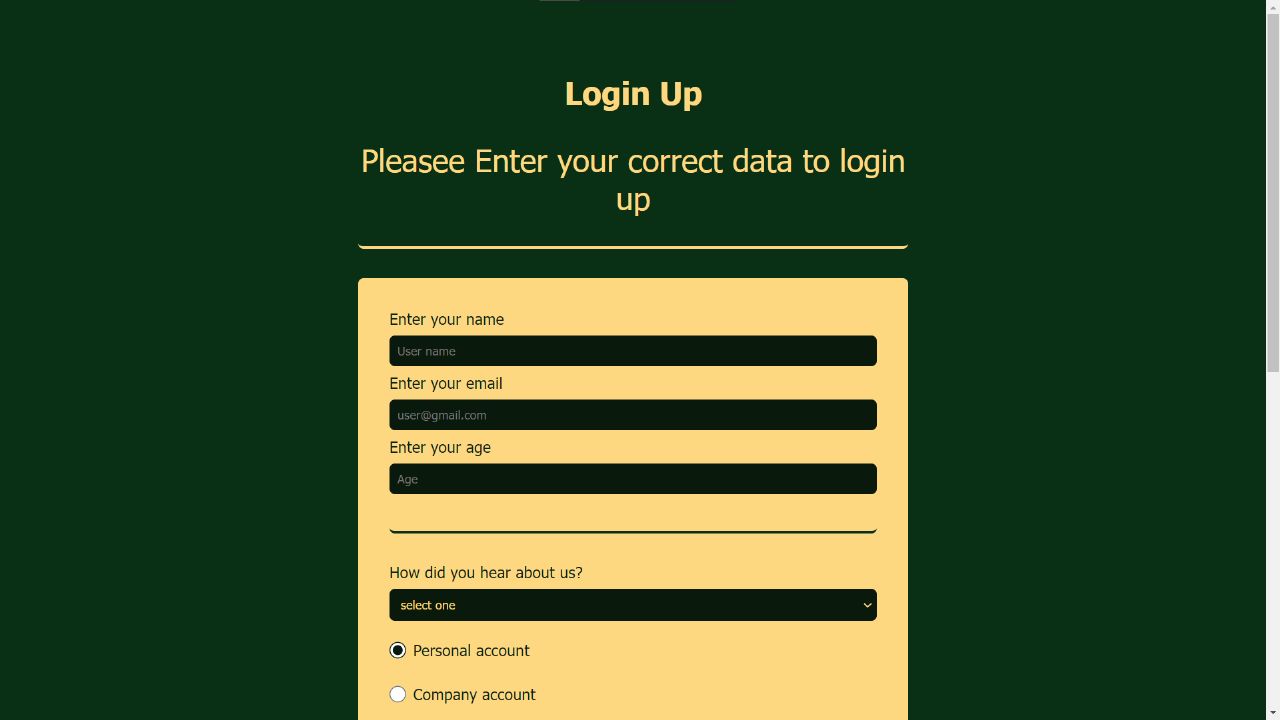 Login Up
Pleasee Enter your correct data to login
up
Enter your name
User name
Enter your email
user@gmail.com
Enter your age
Age
How did you hear about us?
select one
Personal account
Company account